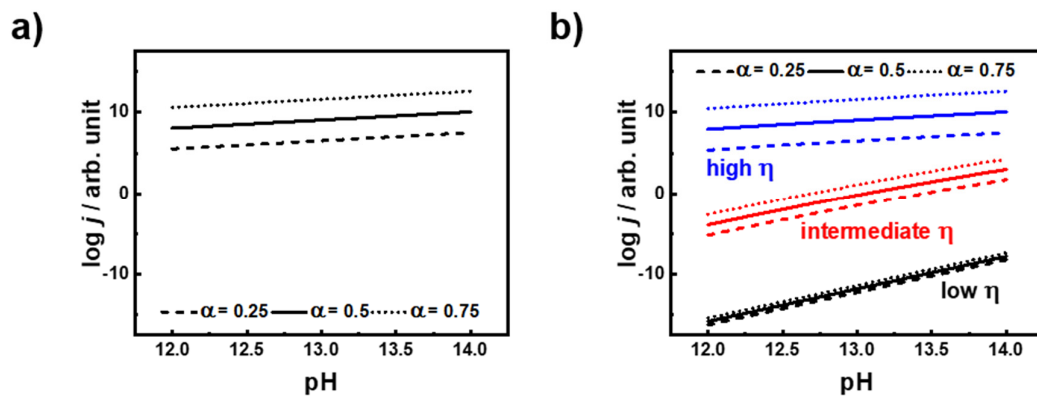 a)
log j / arb. unit
10
0
-10
α = 0.25 α = 0.5 α = 0.75
12.0 12.5 13.0 13.5 14.0
pH
b)
α = 0.25 α = 0.5 α = 0.75
log j / arb. unit
10
0
-10
high η
intermediate η
low η
12.0 12.5 13.0 13.5 14.0
pH